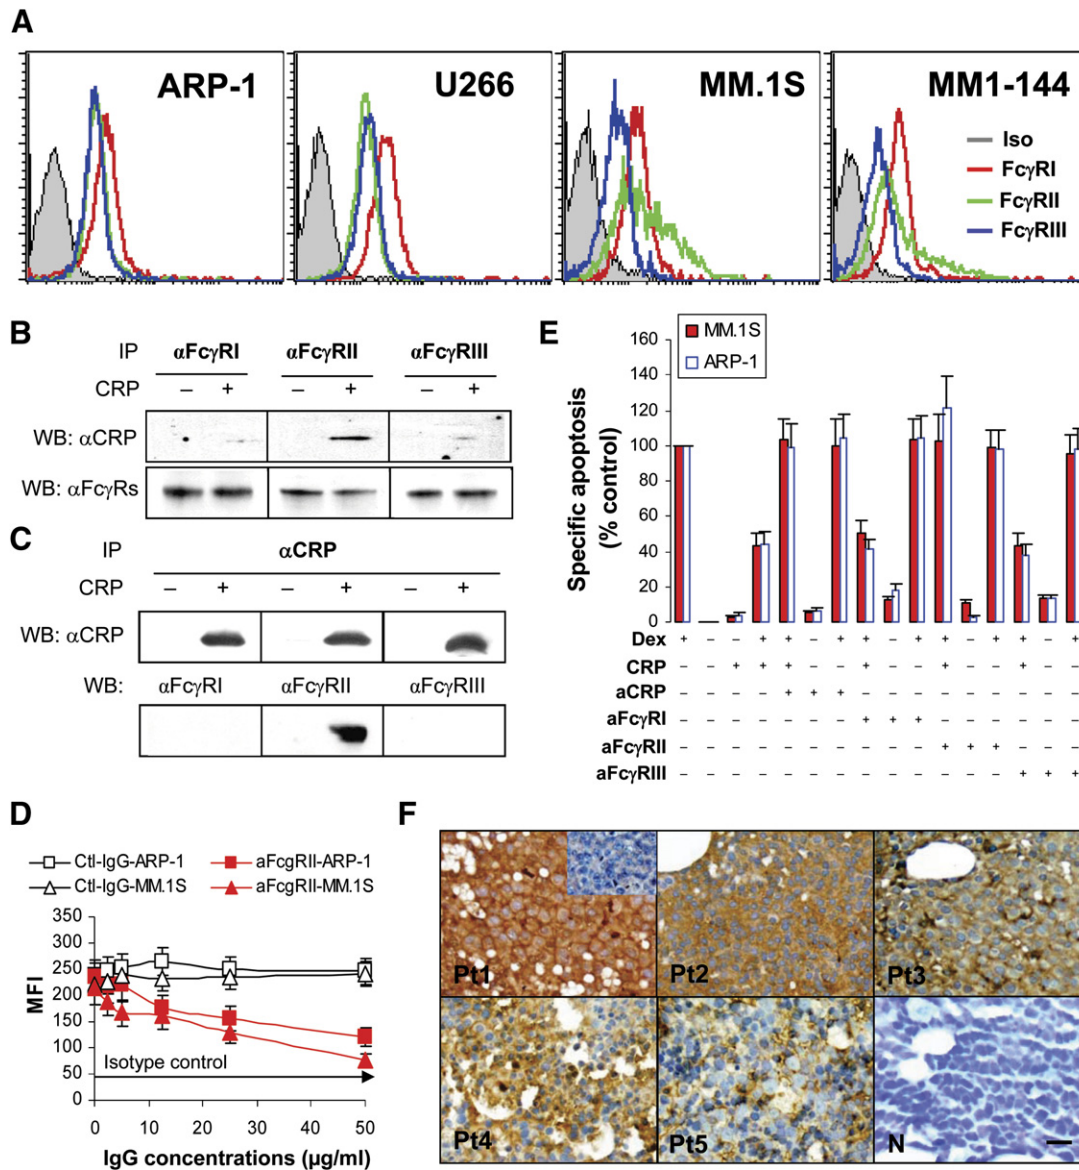 A
ARP-1
U266
MM.1S
MM1-144
Iso
FcγRI
FcγRII
FcγRIII
B
IP αFcγRI αFcγRII αFcγRIII
CRP – + – + – +
WB: αCRP
WB: αFcγRs
C
IP αCRP
CRP – + – + – +
WB: αCRP
WB: αFcγRI αFcγRII αFcγRIII
D
Ctl-IgG-ARP-1 aFcgRII-ARP-1
Ctl-IgG-MM.1S aFcgRII-MM.1S
350
300
250
200
150
100
50
0
MFI
Isotype control
0 10 20 30 40 50
IgG concentrations (µg/ml)
E
MM.1S
ARP-1
160
140
120
100
80
60
40
20
0
Specific apoptosis
(% control)
Dex + – – + + – + + – + + – + + – +
CRP – – + + + – – + – – + – – + – –
aCRP – – – – + + + – – – – – – – – –
aFcγRI – – – – – – – + + + – – – – – –
aFcγRII – – – – – – – – – – + + + – – –
aFcγRIII – – – – – – – – – – – – – + + +
F
Pt1
Pt2
Pt3
Pt4
Pt5
N